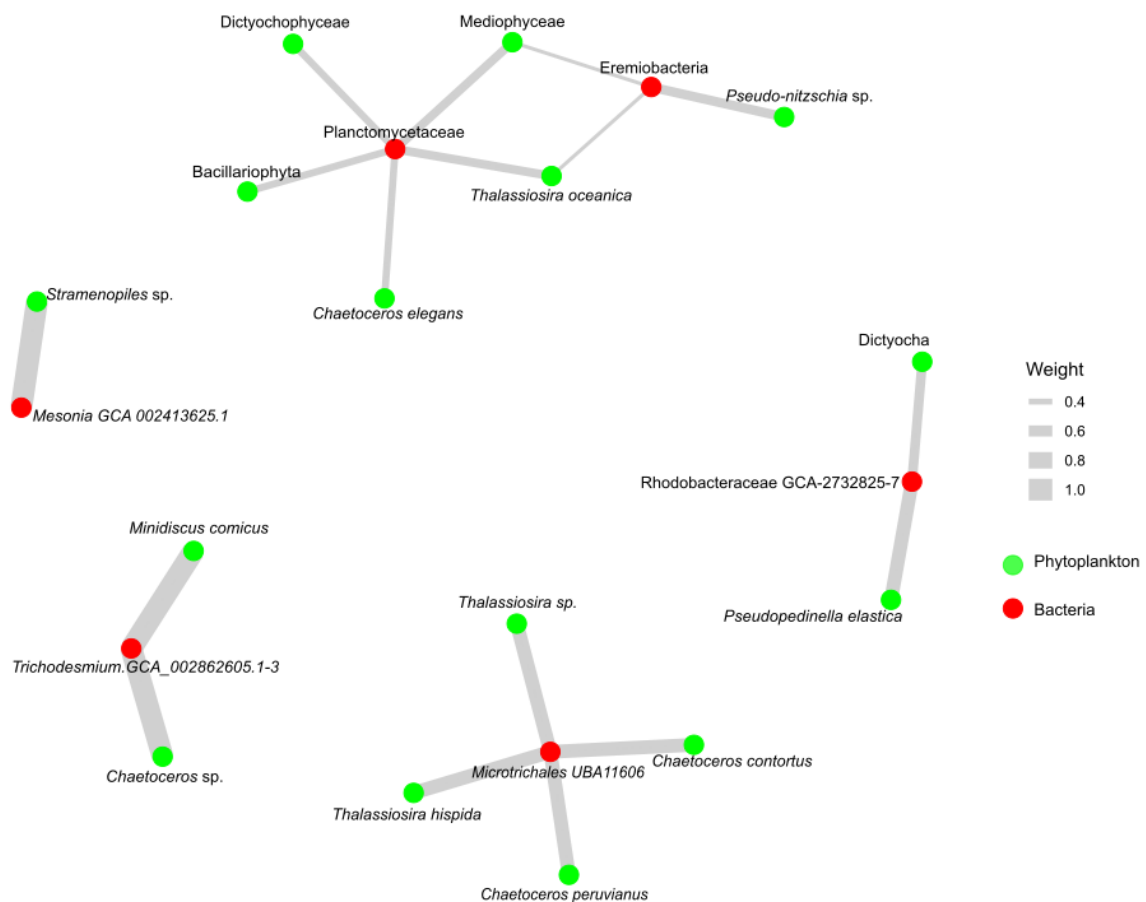 Dictyochophyceae
Mediophyceae
Eremiobacteria
Pseudo-nitzschia sp.
Planctomycetaceae
Bacillariophyta
Thalassiosira oceanica
Stramenopiles sp.
Chaetoceros elegans
Dictyocha
Weight
0.4
Mesonia GCA 002413625.1
0.6
0.8
Rhodobacteraceae GCA-2732825-7
1.0
Minidiscus comicus
Phytoplankton
Thalassiosira sp.
Bacteria
Pseudopedinella elastica
Trichodesmium.GCA_002862605.1-3
Chaetoceros contortus
Microtrichales UBA11606
Chaetoceros sp.
Thalassiosira hispida
Chaetoceros peruvianus